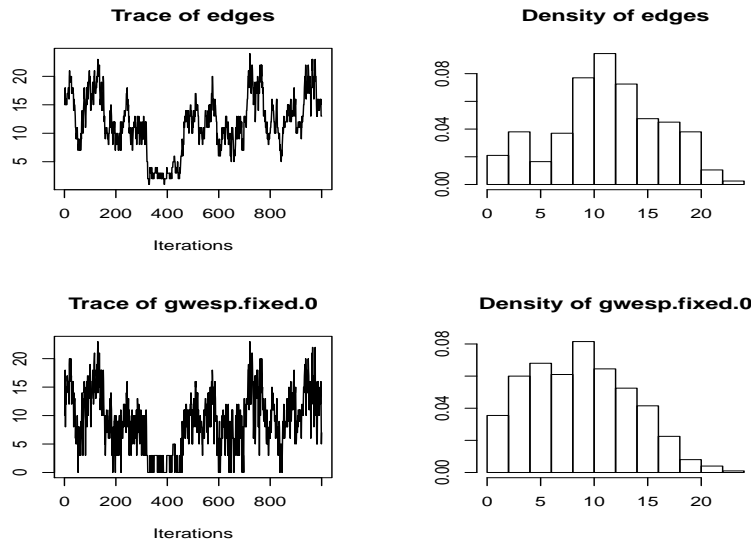 Trace of edges
5 10 15 20
0 200 400 600 800
Iterations
Density of edges
0.00 0.04 0.08
0 5 10 15 20
Trace of gwesp.fixed.0
0 5 10 15 20
0 200 400 600 800
Iterations
Density of gwesp.fixed.0
0.00 0.04 0.08
0 5 10 15 20